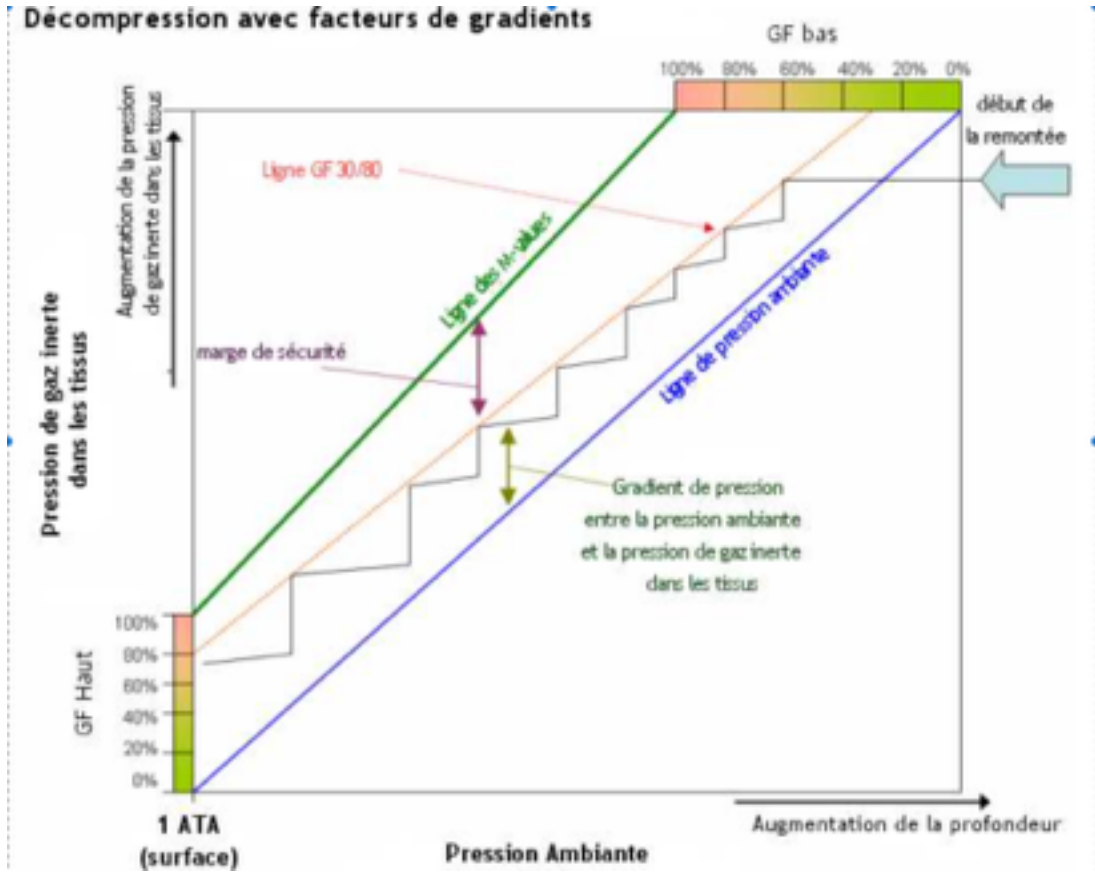 Décompression avec facteurs de gradients
GF bas
100% 80% 60% 40% 20% 0%
début de
la remontée
Augmentation de la pression
de gaz inerte dans les tissus
Ligne GF 30/80
Ligne des M-values
marge de sécurité
Ligne de pression ambiante
Pression de gaz inerte
dans les tissus
Gradient de pression
entre la pression ambiante
et la pression de gaz inerte
dans les tissus
GF Haut
100%
80%
60%
40%
20%
0%
1 ATA
(surface)
Pression Ambiante
Augmentation de la profondeur